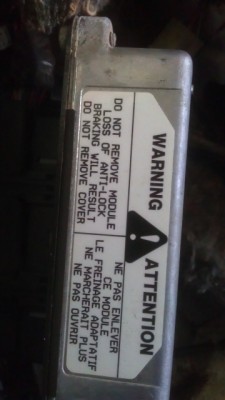 WARNING
ATTENTION
DO NOT REMOVE MODULE
LOSS OF ANTI-LOCK
BRAKING WILL RESULT
DO NOT REMOVE COVER
NE PAS ENLEVER
CE MODULE
LE FREINAGE ADAPTATIF
NE MARCHERAIT PLUS
NE PAS OUVRIR